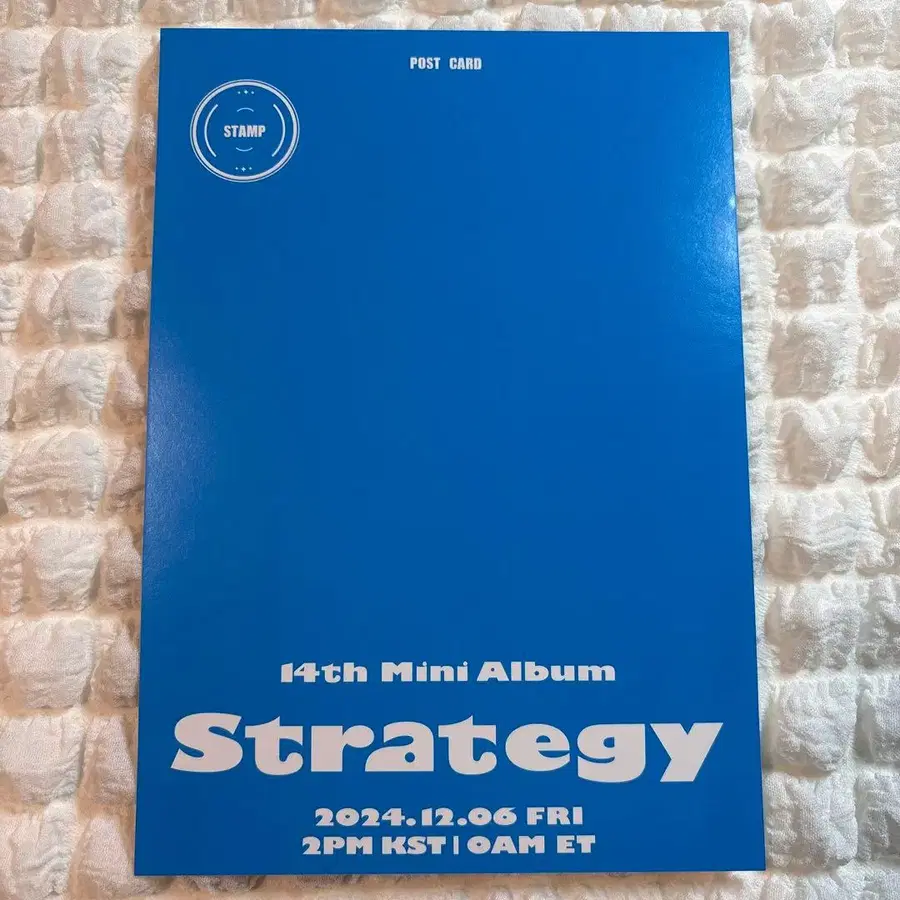 POST CARD
STAMP
14th Mini Album
Strategy
2024.12.06 FRI
2PM KST | 0AM ET